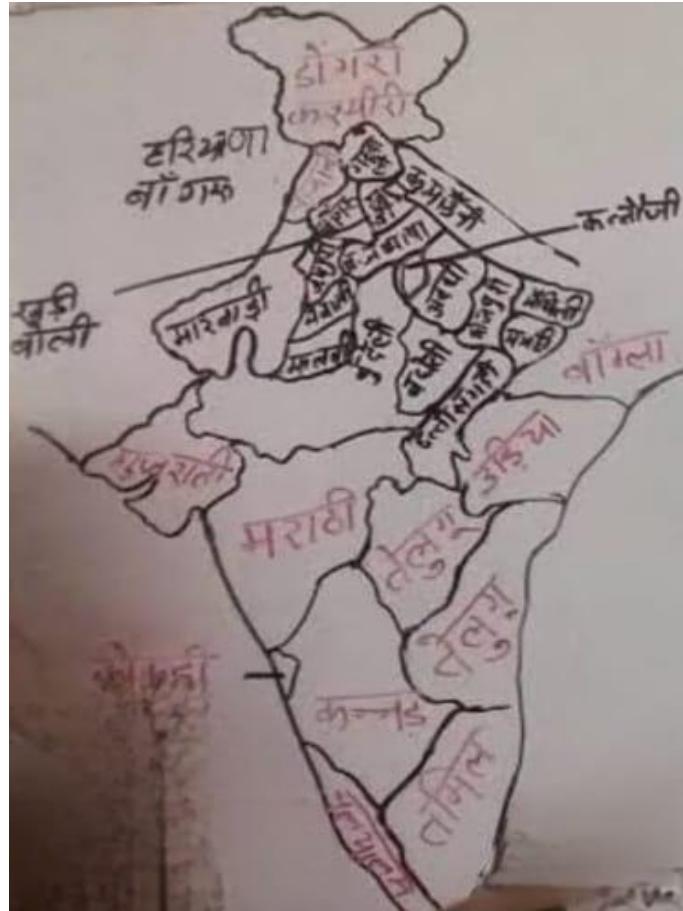 डोंगरी
कश्मीरी
हरियाणा
बाँगरू
कुमाऊँनी
कन्नौजी
ब्रजभाषा
खड़ी
बोली
मारवाड़ी
मेवाती
अवधी
भोजपुरी
मैथिली
मगही
मालवी
बुंदेली
बघेली
छत्तीसगढ़ी
बाँग्ला
गुजराती
उड़िया
मराठी
तेलुगू
तेलुगू
कोंकणी
कन्नड़
तमिल
मलयालम